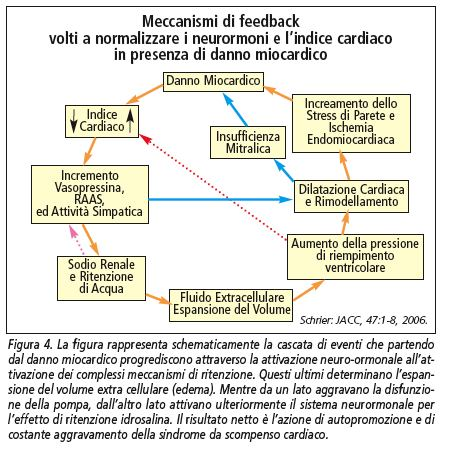 Meccanismi di feedback
volti a normalizzare i neurormoni e l'indice cardiaco
in presenza di danno miocardico
Danno Miocardico
Indice
Cardiaco
Increamento dello
Stress di Parete e
Ischemia
Endomiocardiaca
Insufficienza
Mitralica
Incremento
Vasopressina,
RAAS,
ed Attività Simpatica
Dilatazione Cardiaca
e Rimodellamento
Aumento della pressione
di riempimento
ventricolare
Sodio Renale
e Ritenzione
di Acqua
Fluido Extracellulare
Espansione del Volume
Schrier: JACC, 47:1-8, 2006.
Figura 4. La figura rappresenta schematicamente la cascata di eventi che partendo
dal danno miocardico progrediscono attraverso la attivazione neuro-ormonale all'at-
tivazione dei complessi meccanismi di ritenzione. Questi ultimi determinano l'espan-
sione del volume extra cellulare (edema). Mentre da un lato aggravano la disfunzio-
ne della pompa, dall'altro lato attivano ulteriormente il sistema neurormonale per
l'effetto di ritenzione idrosalina. Il risultato netto è l'azione di autopromozione e di
costante aggravamento della sindrome da scompenso cardiaco.